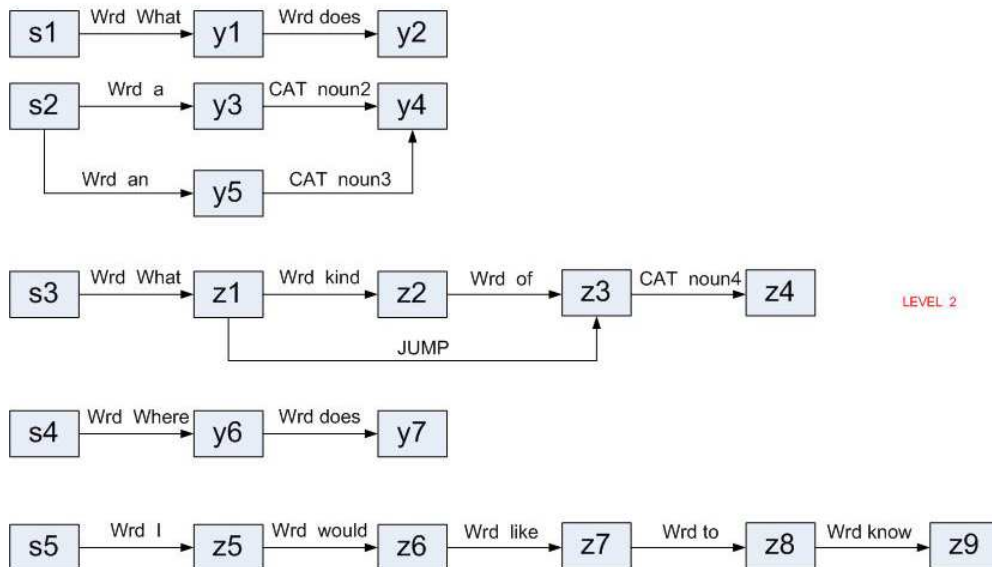 s1 Wrd What y1 Wrd does y2
s2 Wrd a y3 CAT noun2 y4
Wrd an y5 CAT noun3
s3 Wrd What z1 Wrd kind z2 Wrd of z3 CAT noun4 z4
LEVEL 2
JUMP
s4 Wrd Where y6 Wrd does y7
s5 Wrd I z5 Wrd would z6 Wrd like z7 Wrd to z8 Wrd know z9